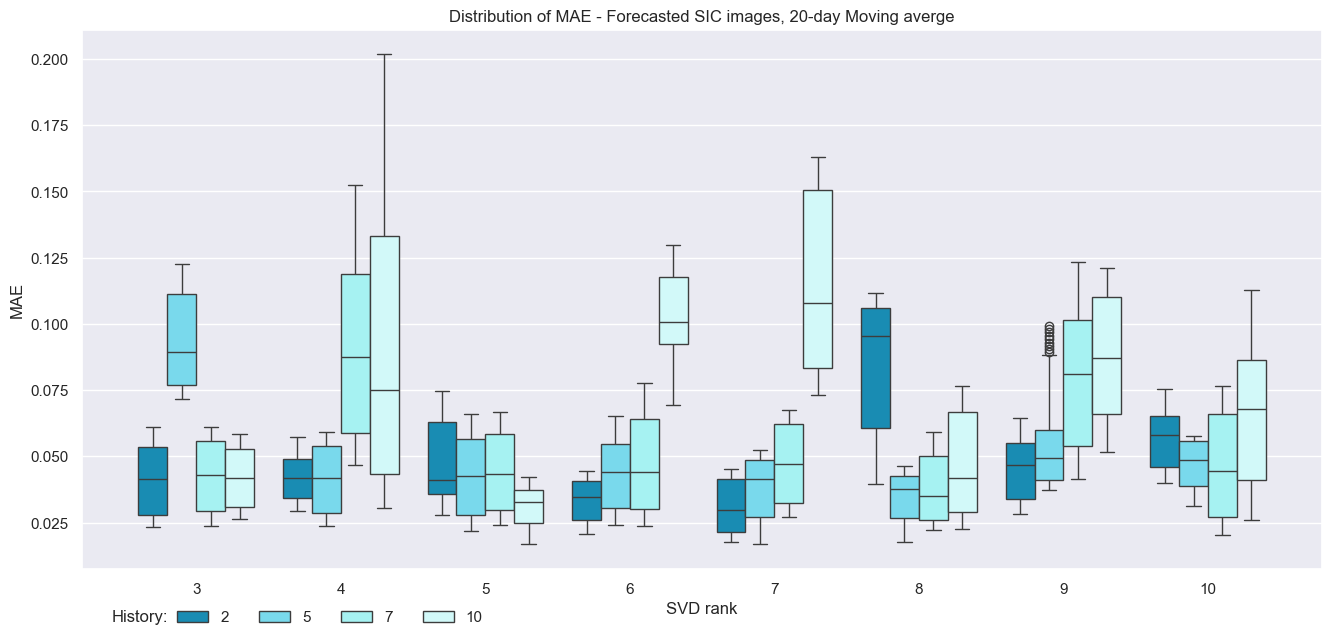 Distribution of MAE - Forecasted SIC images, 20-day Moving averge
MAE
0.200
0.175
0.150
0.125
0.100
0.075
0.050
0.025
3 4 5 6 7 8 9 10
SVD rank
History: 2 5 7 10